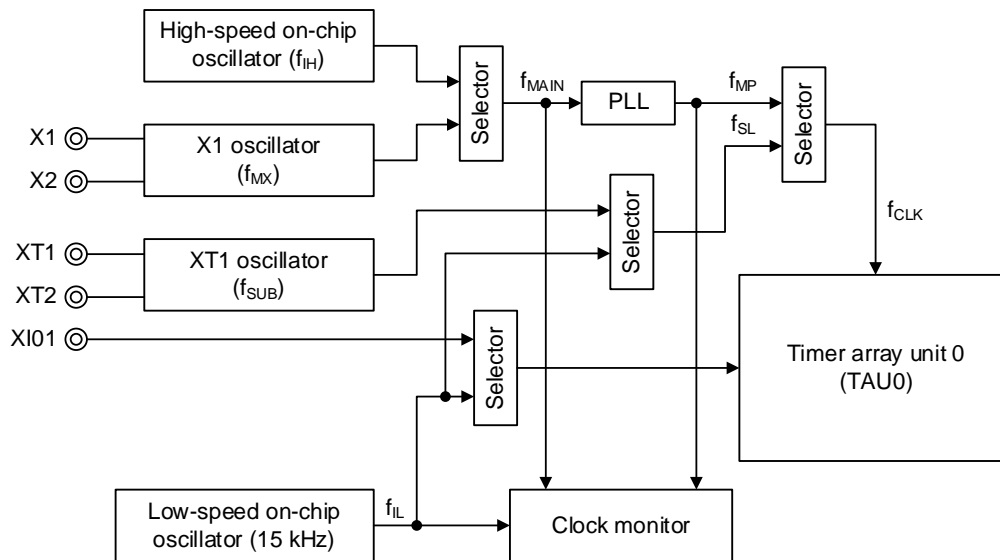 High-speed on-chip
oscillator (fIH)
Selector
fMAIN
PLL
fMP
fSL
Selector
X1
X2
X1 oscillator
(fMX)
Selector
fCLK
XT1
XT2
XT1 oscillator
(fSUB)
XI01
Selector
Timer array unit 0
(TAU0)
Low-speed on-chip
oscillator (15 kHz)
fIL
Clock monitor